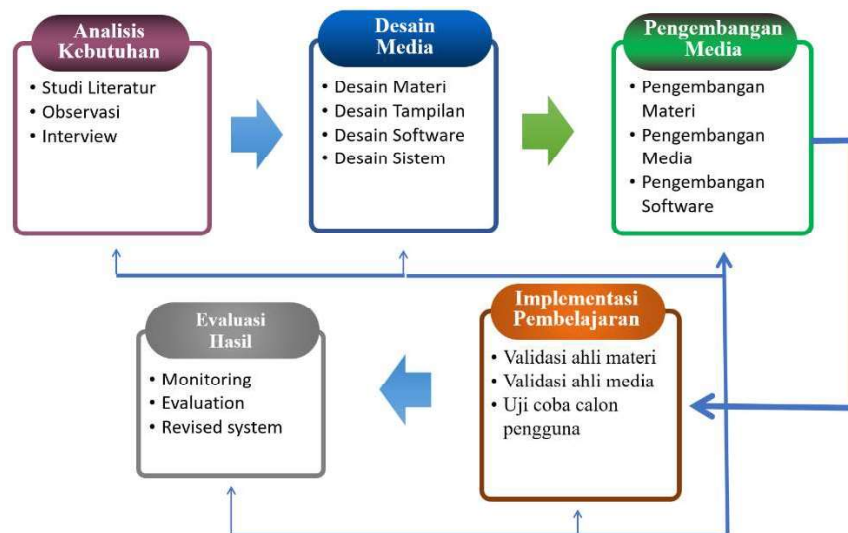 Analisis
Kebutuhan
• Studi Literatur
• Observasi
• Interview
Desain
Media
• Desain Materi
• Desain Tampilan
• Desain Software
• Desain Sistem
Pengembangan
Media
• Pengembangan
Materi
• Pengembangan
Media
• Pengembangan
Software
Evaluasi
Hasil
• Monitoring
• Evaluation
• Revised system
Implementasi
Pembelajaran
• Validasi ahli materi
• Validasi ahli media
• Uji coba calon
pengguna